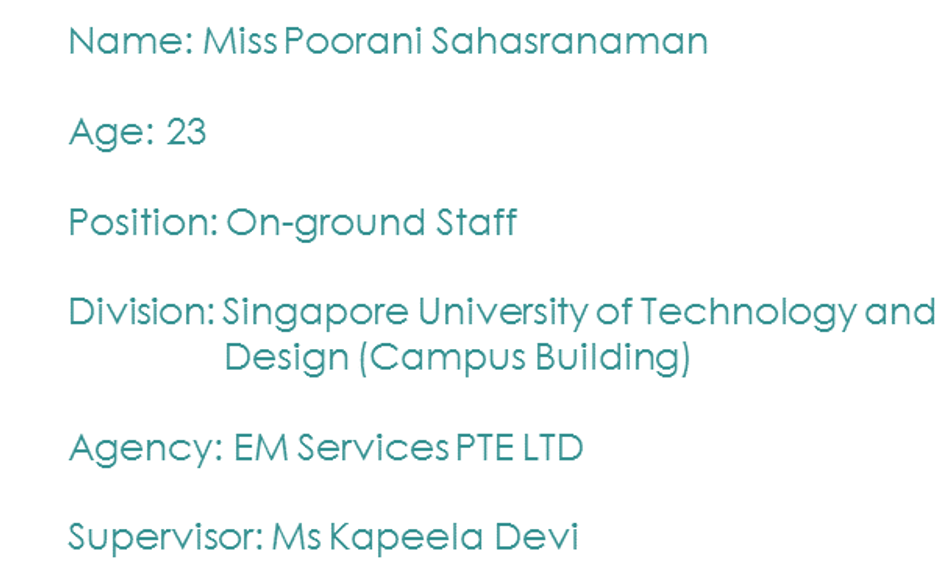 Name: Miss Poorani Sahasranaman
Age: 23
Position: On-ground Staff
Division: Singapore University of Technology and
Design (Campus Building)
Agency: EM Services PTE LTD
Supervisor: Ms Kapeela Devi